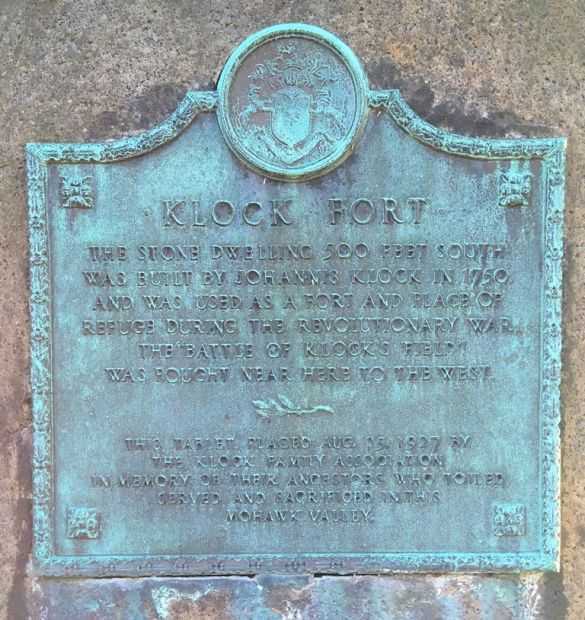 KLOCK FORT
THE STONE DWELLING 500 FEET SOUTH
WAS BUILT BY JOHANNIS KLOCK IN 1750
AND WAS USED AS A FORT AND PLACE OF
REFUGE DURING THE REVOLUTIONARY WAR.
THE "BATTLE OF KLOCK'S FIELD"
WAS FOUGHT NEAR HERE TO THE WEST.
THIS TABLET PLACED AUG. 1927 BY
THE KLOCK FAMILY ASSOCIATION
IN MEMORY OF THEIR ANCESTORS WHO TOILED
SERVED AND SACRIFICED IN THIS
MOHAWK VALLEY.